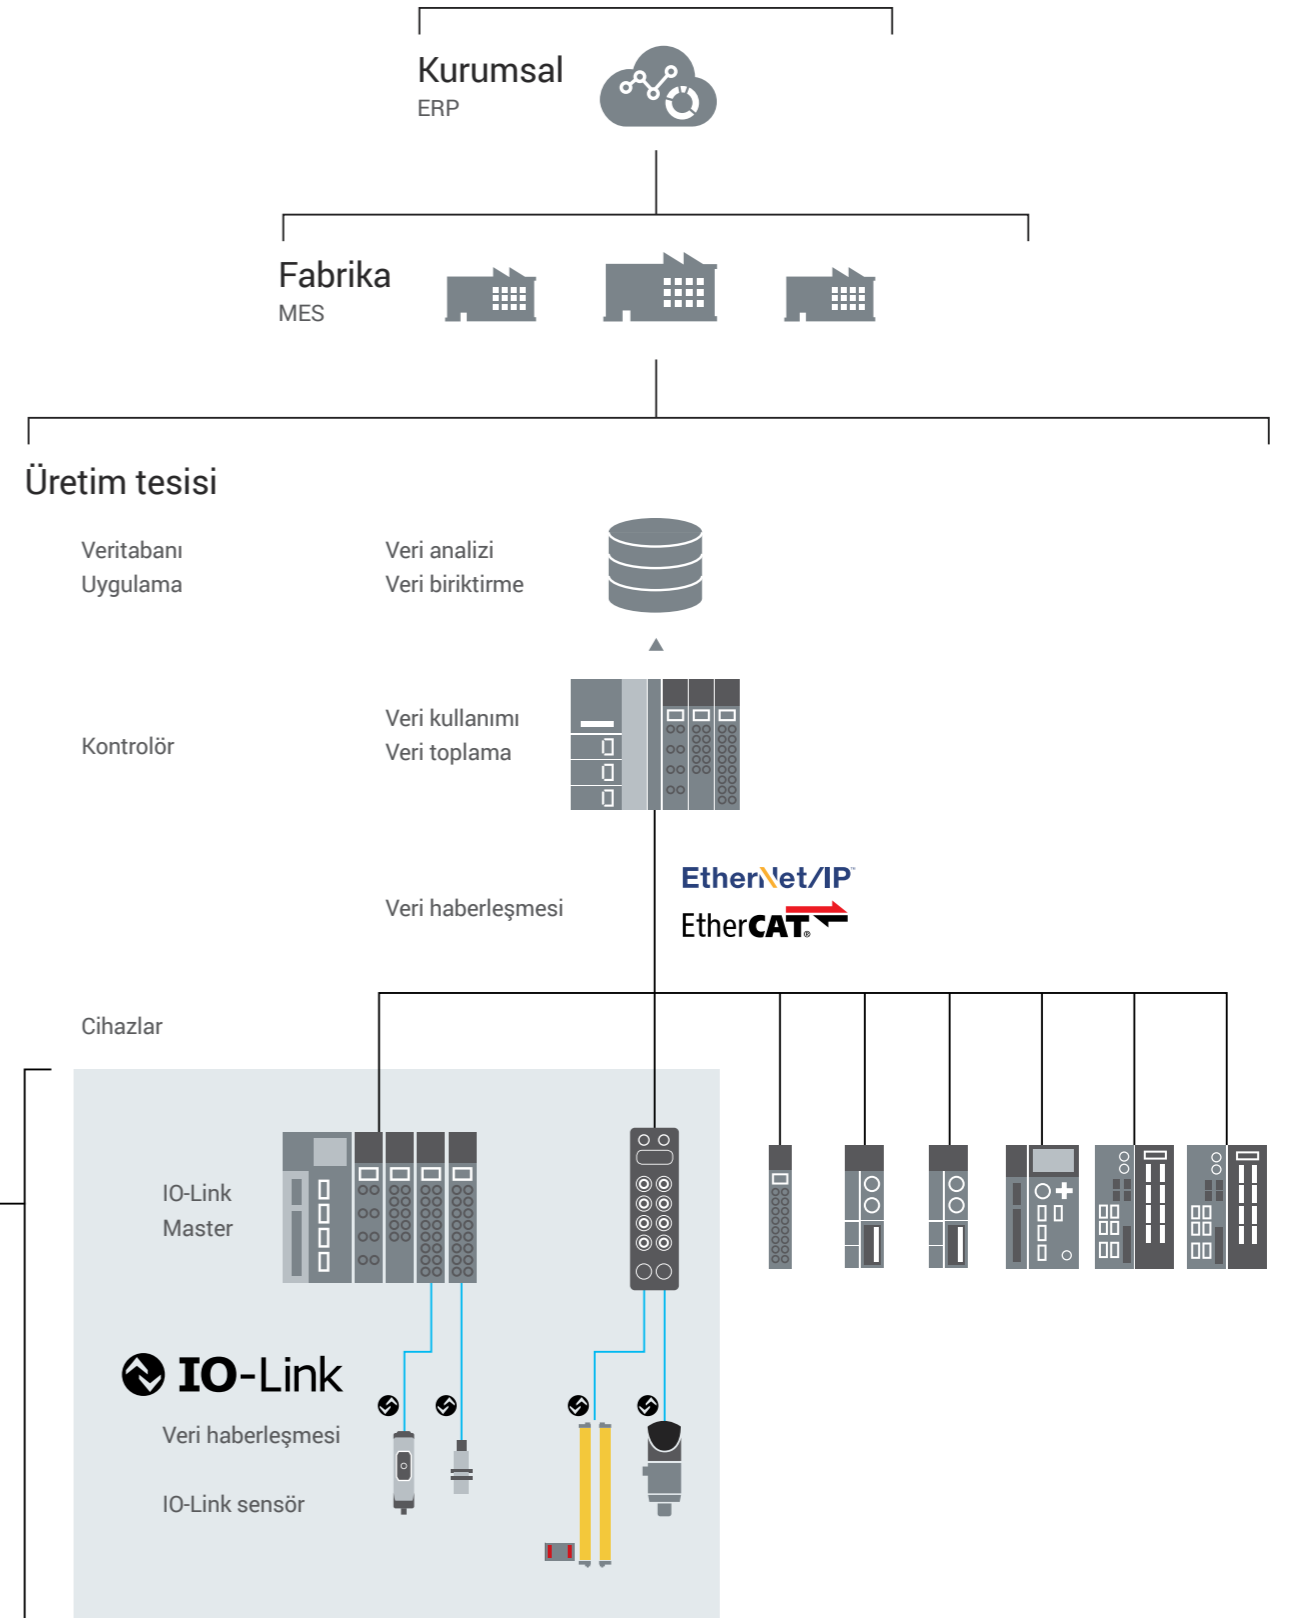 Kurumsal
ERP
Fabrika
MES
Üretim tesisi
Veritabanı
Uygulama
Veri analizi
Veri biriktirme
Kontrolör
Veri kullanımı
Veri toplama
Veri haberleşmesi
EtherNet/IP™
EtherCAT®
Cihazlar
IO-Link
Master
IO-Link
Veri haberleşmesi
IO-Link sensör